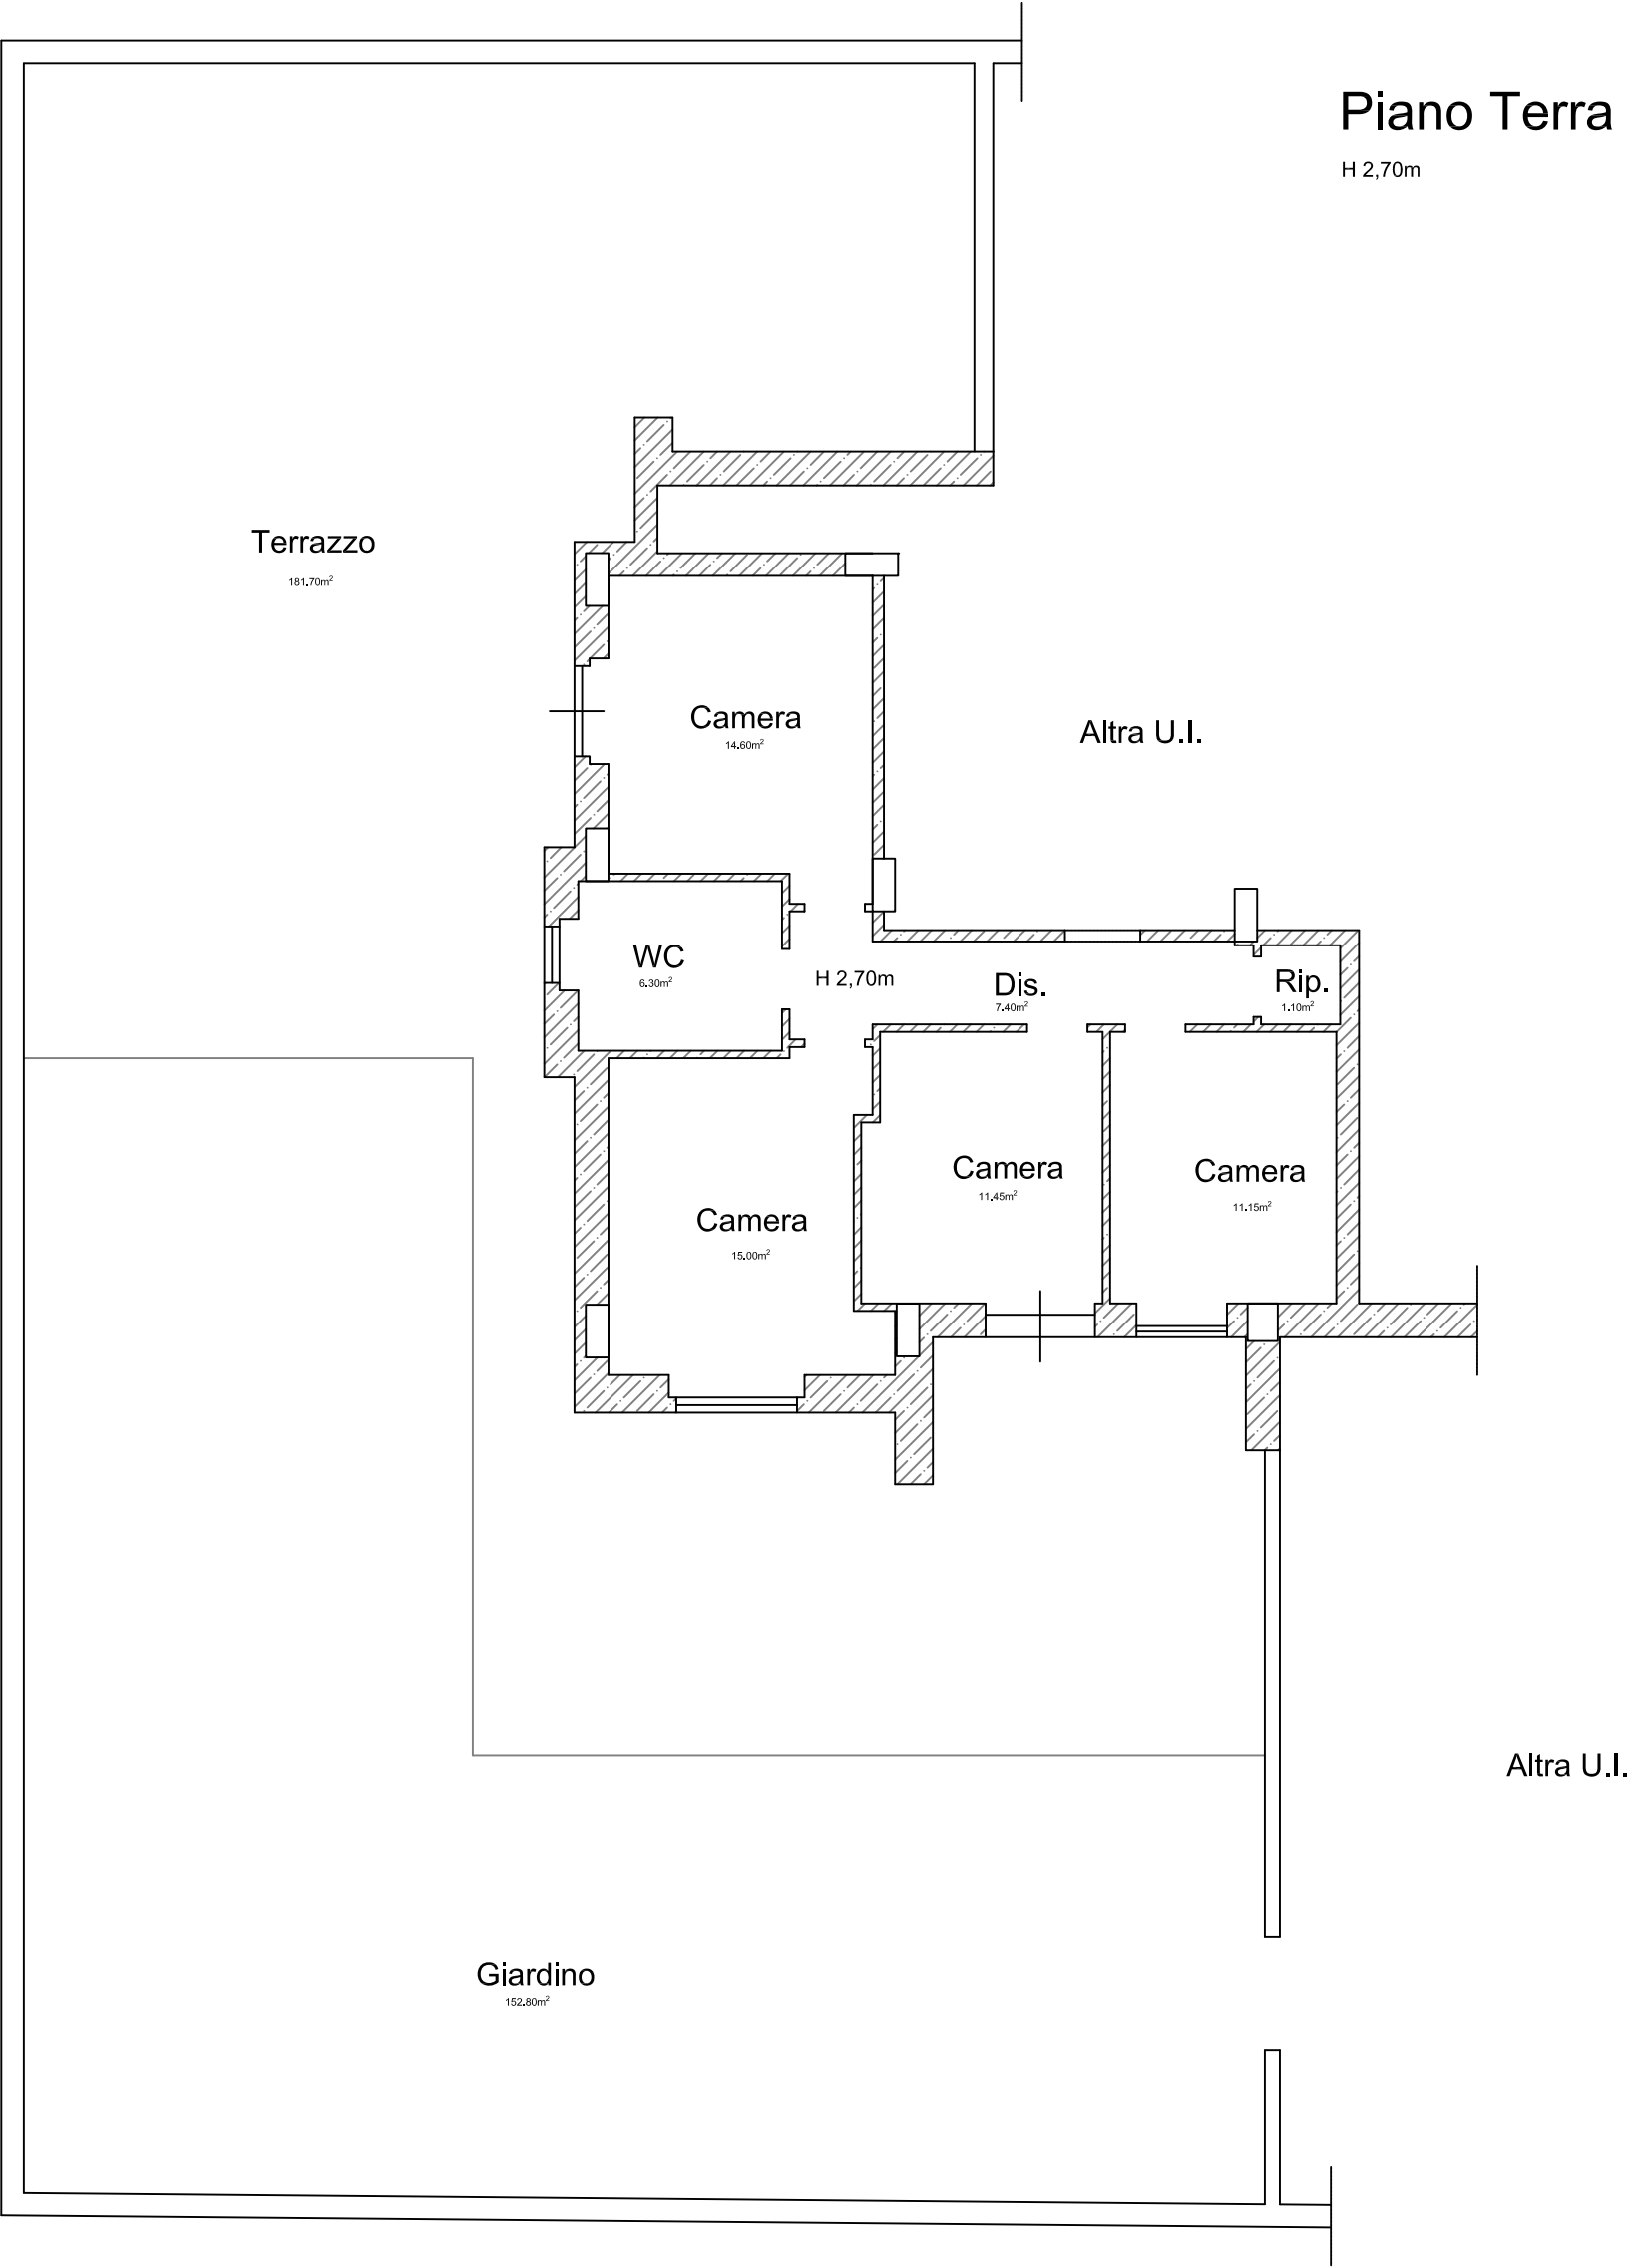 Piano Terra
H 2,70m
Terrazzo
181.70m²
Camera
14.60m²
Altra U.I.
WC
6.30m²
H 2,70m
Dis.
7.40m²
Rip.
1.10m²
Camera
11.45m²
Camera
11.15m²
Camera
15.00m²
Altra U.I.
Giardino
152.80m²